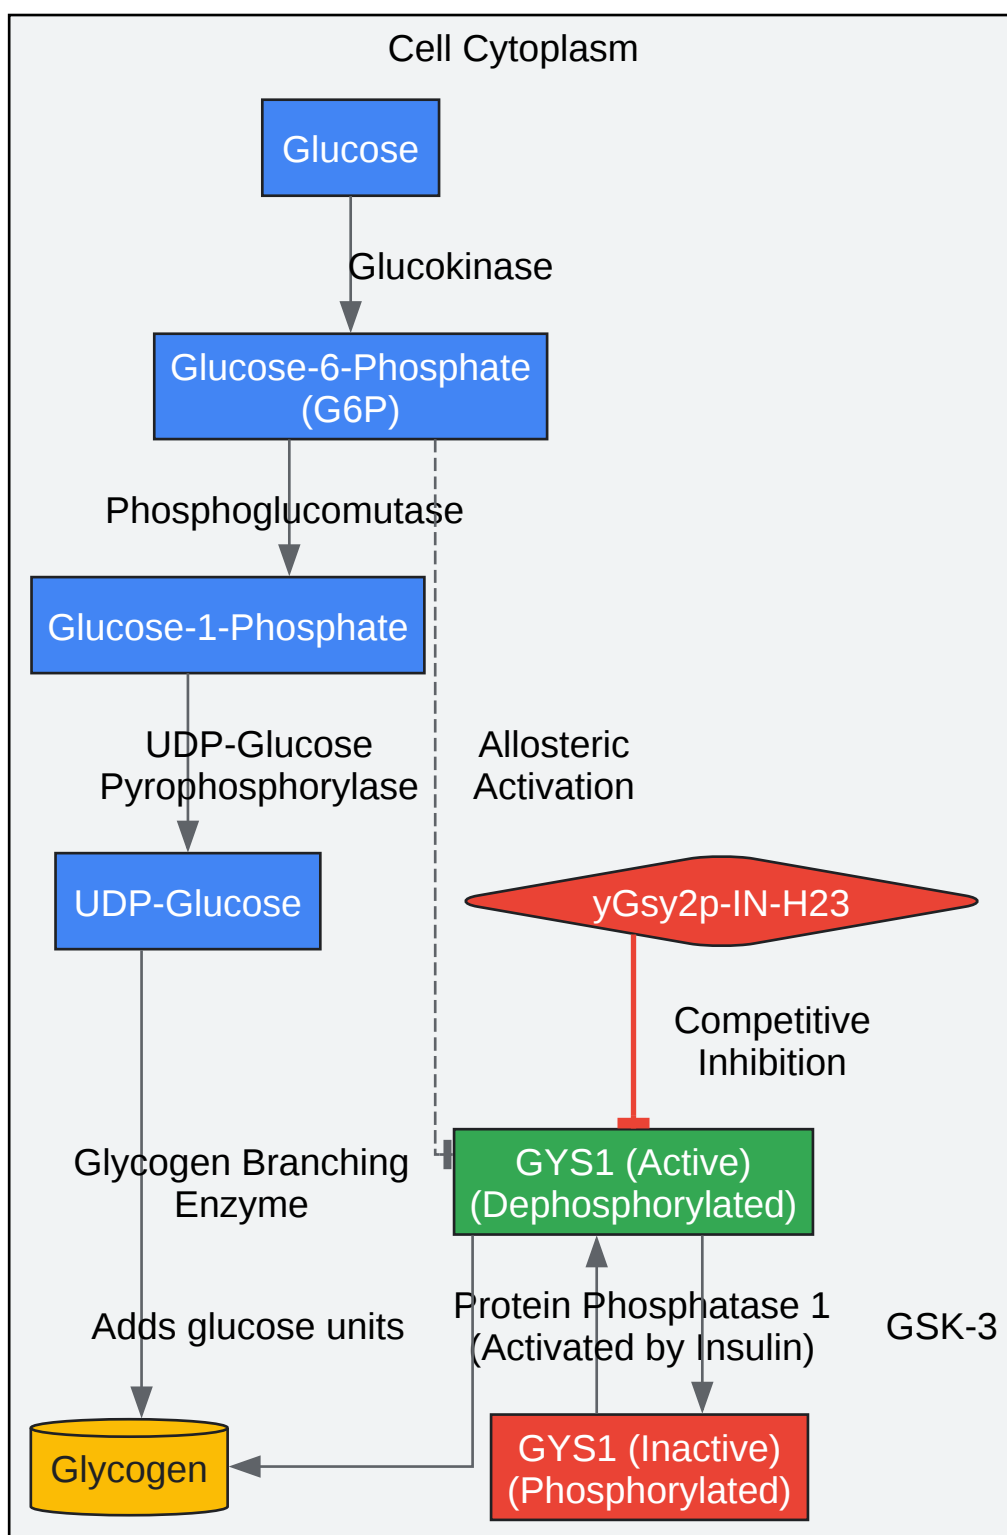 Cell Cytoplasm
Glucose
Glucokinase
Glucose-6-Phosphate
(G6P)
Phosphoglucomutase
Glucose-1-Phosphate
UDP-Glucose
Pyrophosphorylase
Allosteric
Activation
UDP-Glucose
yGsy2p-IN-H23
Competitive
Inhibition
Glycogen Branching
Enzyme
GYS1 (Active)
(Dephosphorylated)
Adds glucose units
Protein Phosphatase 1
(Activated by Insulin)
GSK-3
Glycogen
GYS1 (Inactive)
(Phosphorylated)